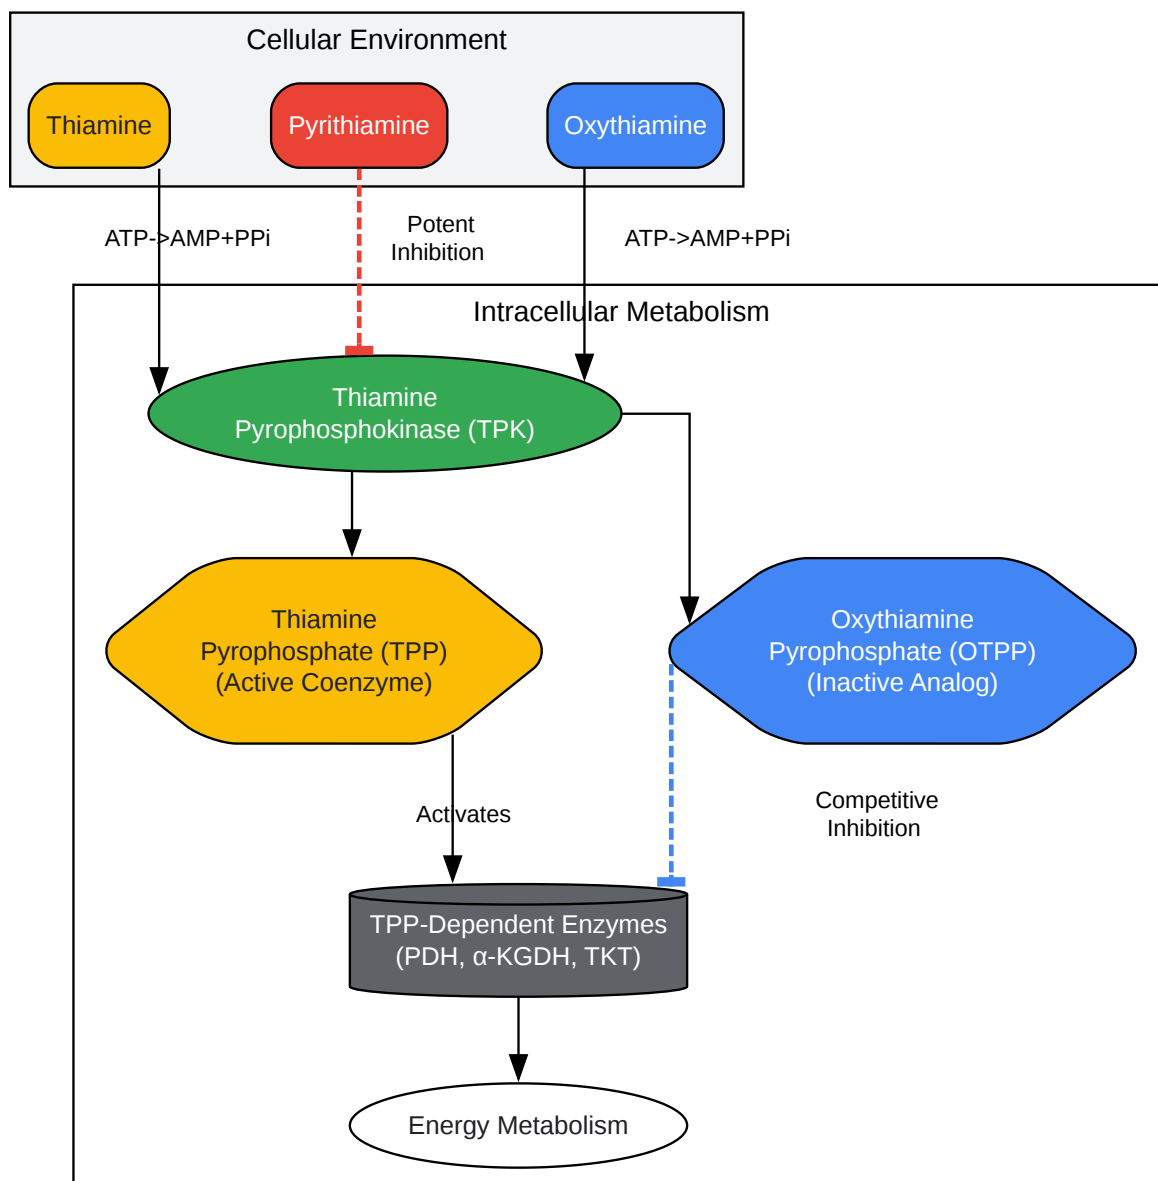 Cellular Environment
Thiamine
Pyrithiamine
Oxythiamine
ATP->AMP+PPi
Potent
Inhibition
ATP->AMP+PPi
Intracellular Metabolism
Thiamine
Pyrophosphokinase (TPK)
Thiamine
Pyrophosphate (TPP)
(Active Coenzyme)
Oxythiamine
Pyrophosphate (OTPP)
(Inactive Analog)
Activates
Competitive
Inhibition
TPP-Dependent Enzymes
(PDH, α-KGDH, TKT)
Energy Metabolism